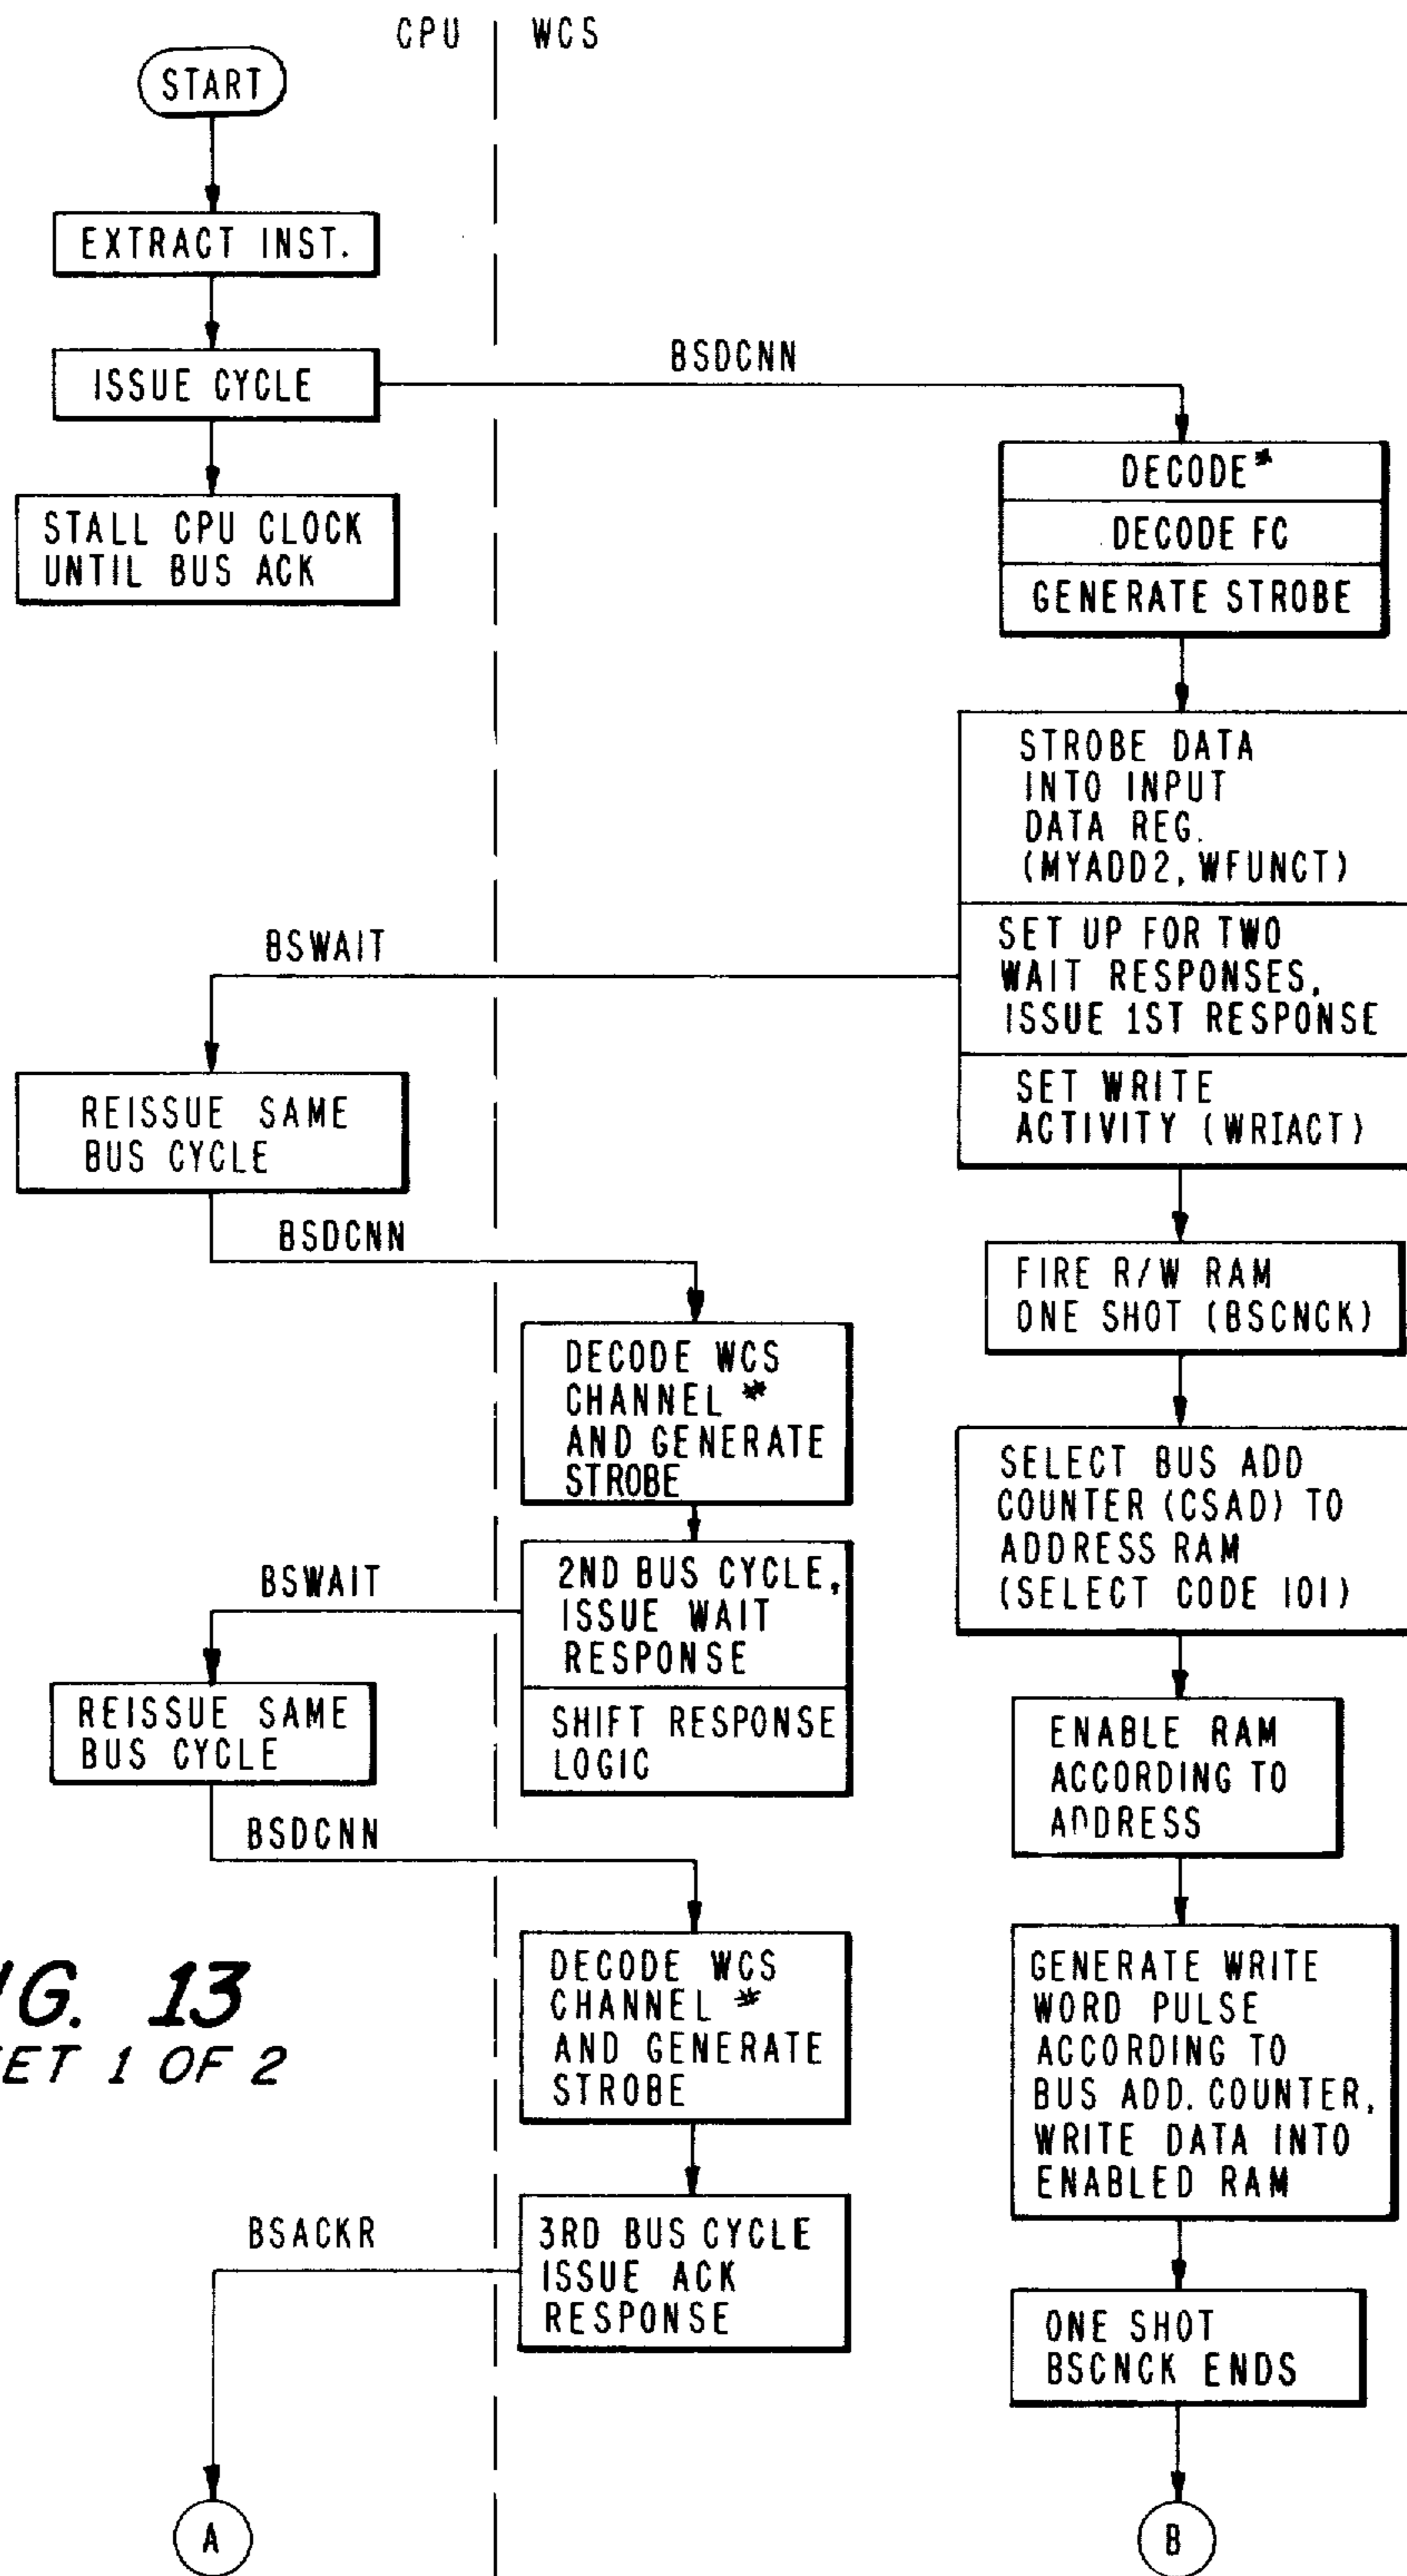 CPU | WCS
START
EXTRACT INST.
ISSUE CYCLE
BSDCNN
STALL CPU CLOCK
UNTIL BUS ACK
DECODE*
DECODE FC
GENERATE STROBE
STROBE DATA
INTO INPUT
DATA REG.
(MYADD2, WFUNCT)
SET UP FOR TWO
WAIT RESPONSES,
ISSUE 1ST RESPONSE
SET WRITE
ACTIVITY (WRIACT)
BSWAIT
REISSUE SAME
BUS CYCLE
BSDCNN
FIRE R/W RAM
ONE SHOT (BSCNCK)
DECODE WCS
CHANNEL *
AND GENERATE
STROBE
SELECT BUS ADD
COUNTER (CSAD) TO
ADDRESS RAM
(SELECT CODE 101)
2ND BUS CYCLE,
ISSUE WAIT
RESPONSE
SHIFT RESPONSE
LOGIC
BSWAIT
REISSUE SAME
BUS CYCLE
BSDCNN
ENABLE RAM
ACCORDING TO
ADDRESS
DECODE WCS
CHANNEL *
AND GENERATE
STROBE
GENERATE WRITE
WORD PULSE
ACCORDING TO
BUS ADD. COUNTER,
WRITE DATA INTO
ENABLED RAM
IG. 13
EET 1 OF 2
3RD BUS CYCLE
ISSUE ACK
RESPONSE
BSACKR
ONE SHOT
BSCNCK ENDS
A
B